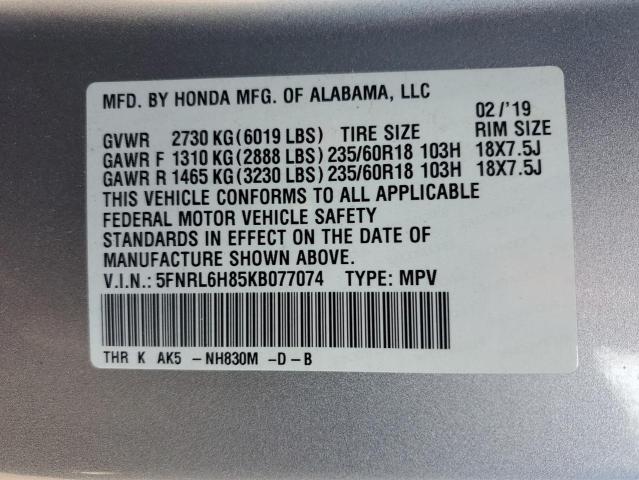 MFD. BY HONDA MFG. OF ALABAMA, LLC
02/'19
GVWR 2730 KG(6019 LBS) TIRE SIZE RIM SIZE
GAWR F 1310 KG(2888 LBS) 235/60R18 103H 18X7.5J
GAWR R 1465 KG(3230 LBS) 235/60R18 103H 18X7.5J
THIS VEHICLE CONFORMS TO ALL APPLICABLE
FEDERAL MOTOR VEHICLE SAFETY
STANDARDS IN EFFECT ON THE DATE OF
MANUFACTURE SHOWN ABOVE.
V.I.N.: 5FNRL6H85KB077074 TYPE: MPV
THR K AK5 -NH830M -D-B